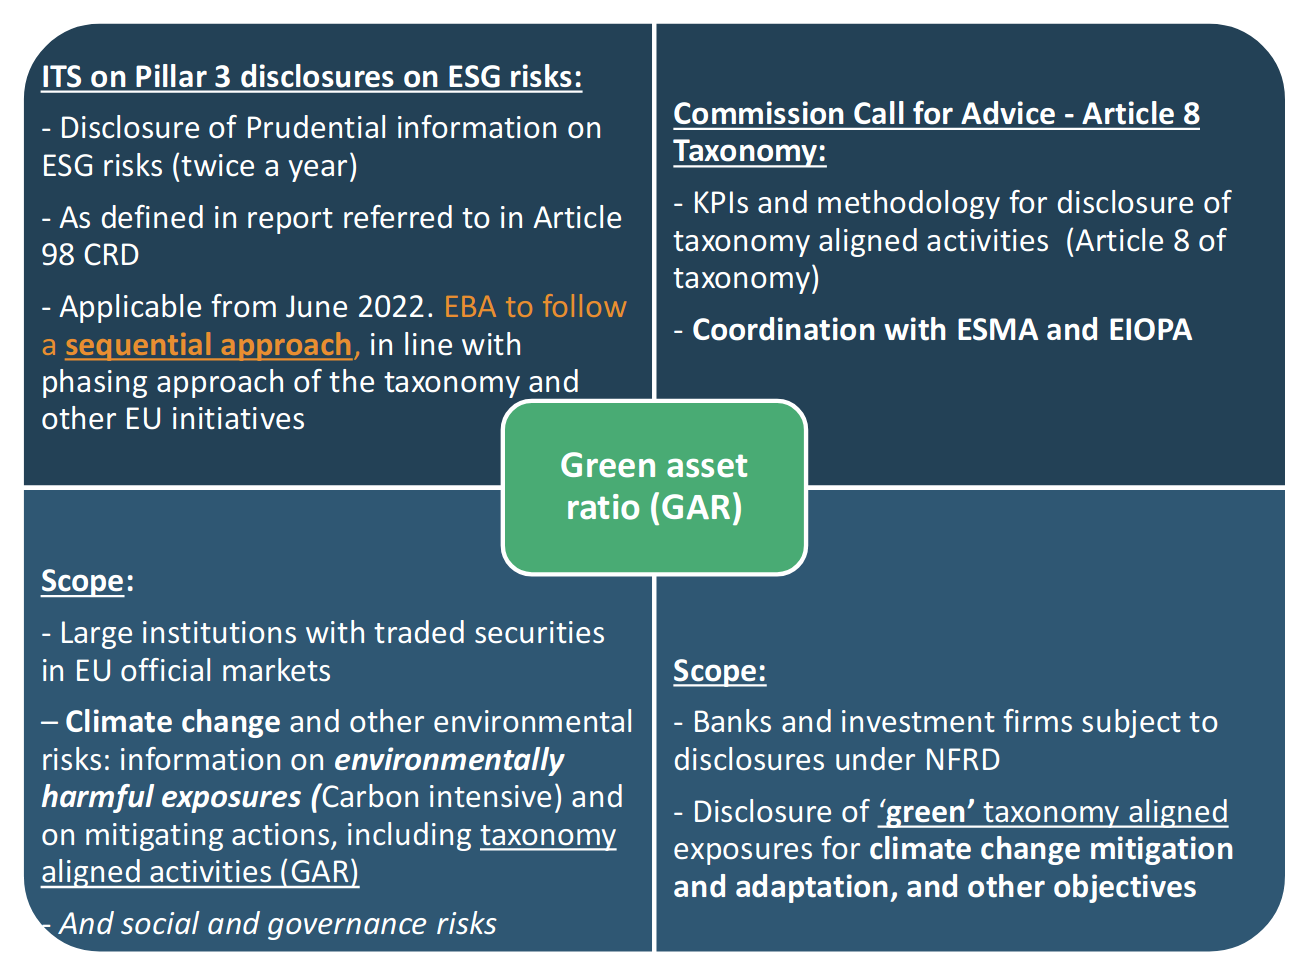 ITS on Pillar 3 disclosures on ESG risks:
- Disclosure of Prudential information on
ESG risks (twice a year)
- As defined in report referred to in Article
98 CRD
- Applicable from June 2022. EBA to follow
a sequential approach, in line with
phasing approach of the taxonomy and
other EU initiatives
Commission Call for Advice - Article 8
Taxonomy:
- KPIs and methodology for disclosure of
taxonomy aligned activities  (Article 8 of
taxonomy)
- Coordination with ESMA and EIOPA
Green asset
ratio (GAR)
Scope:
- Large institutions with traded securities
in EU official markets
– Climate change and other environmental
risks: information on environmentally
harmful exposures (Carbon intensive) and
on mitigating actions, including taxonomy
aligned activities (GAR)
- And social and governance risks
Scope:
- Banks and investment firms subject to
disclosures under NFRD
- Disclosure of ‘green’ taxonomy aligned
exposures for climate change mitigation
and adaptation, and other objectives